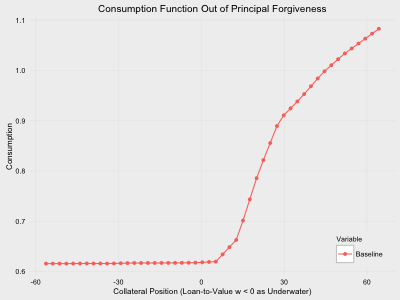 Consumption Function Out of Principal Forgiveness
1.1
1.0
0.9
0.8
0.7
0.6
Consumption
-60
-30
0
30
60
Collateral Position (Loan-to-Value w < 0 as Underwater)
Variable
Baseline